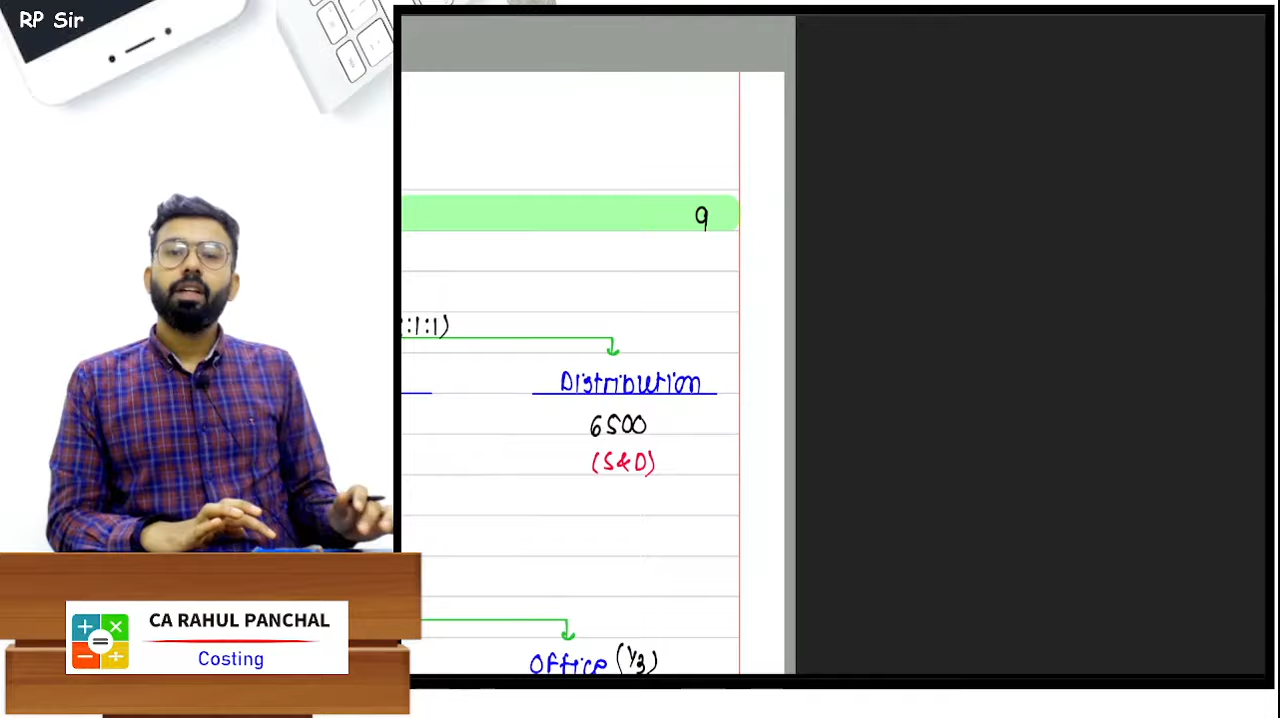 RP Sir
9
:1:1)
Distribution
6500
(S&D)
Office (1/3)
CA RAHUL PANCHAL
Costing